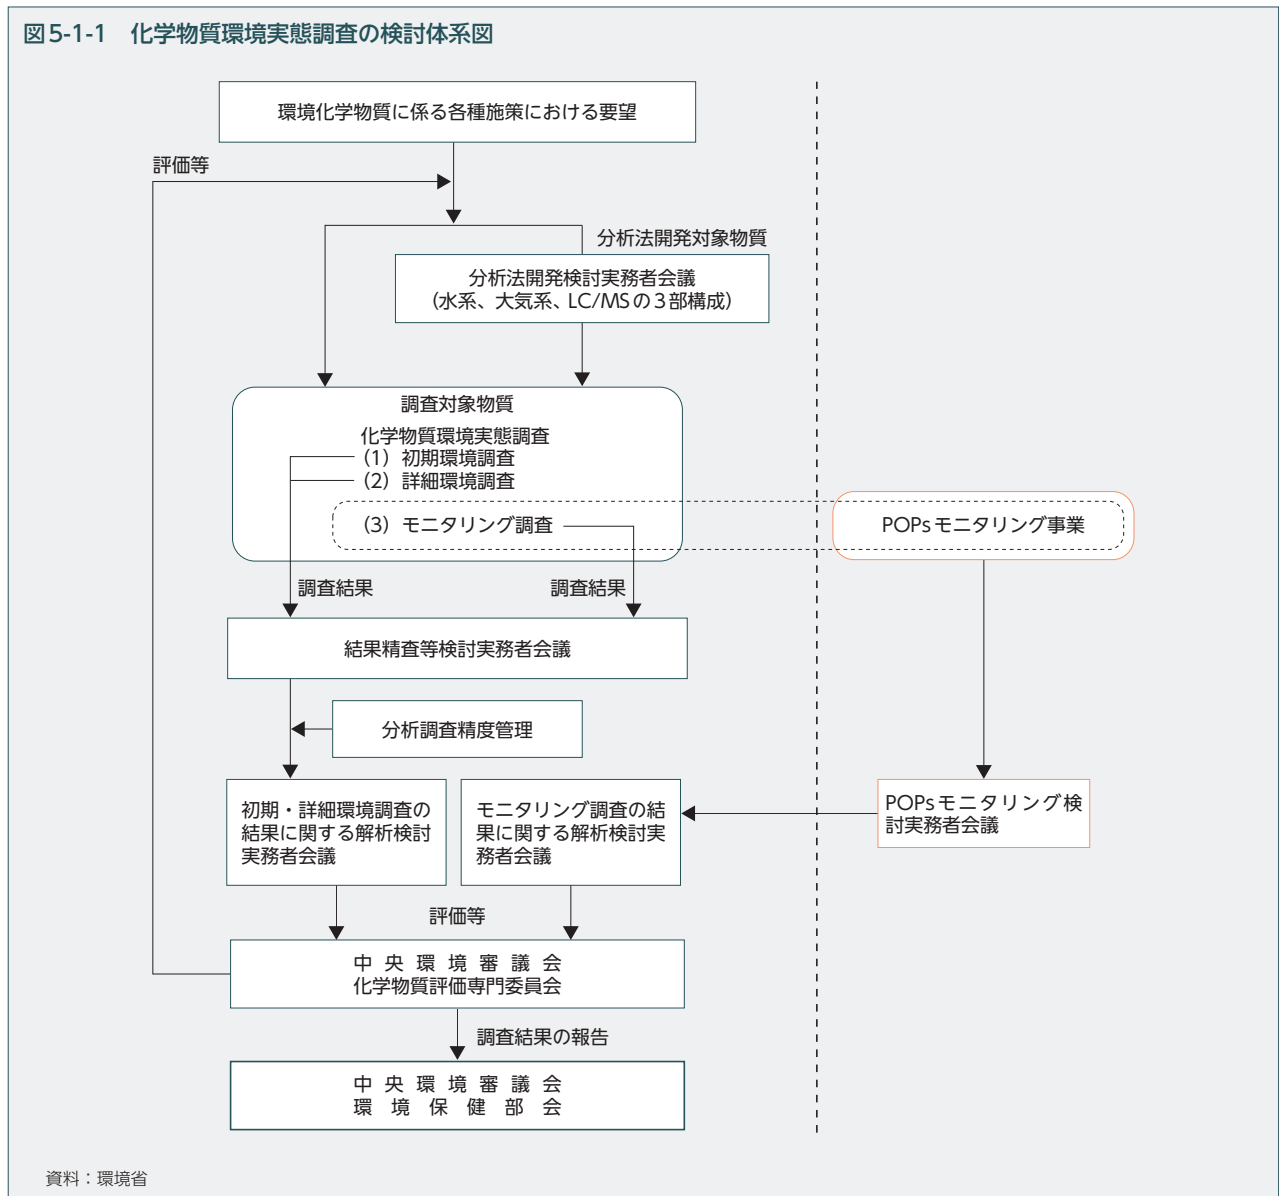 図5-1-1 化学物質環境実態調査の検討体系図
環境化学物質に係る各種施策における要望
評価等
分析法開発対象物質
分析法開発検討実務者会議
（水系、大気系、LC/MSの3部構成）
調査対象物質
化学物質環境実態調査
（1）初期環境調査
（2）詳細環境調査
（3）モニタリング調査
POPsモニタリング事業
調査結果
調査結果
結果精査等検討実務者会議
分析調査精度管理
初期・詳細環境調査の
結果に関する解析検討
実務者会議
モニタリング調査の結
果に関する解析検討実
務者会議
POPsモニタリング検
討実務者会議
評価等
中央環境審議会
化学物質評価専門委員会
調査結果の報告
中央環境審議会
環境保健部会
資料：環境省